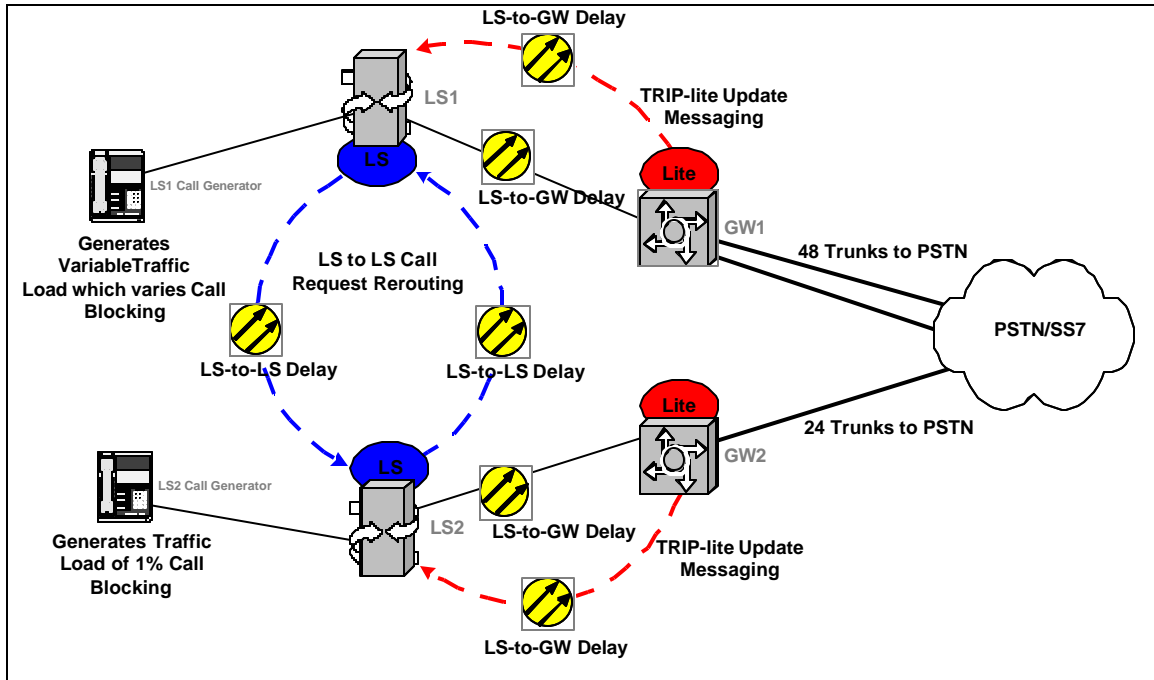 LS-to-GW Delay
TRIP-lite Update
Messaging
LS1
LS
Lite
LS1 Call Generator
LS-to-GW Delay
GW1
Generates
VariableTraffic
Load which varies Call
Blocking
LS to LS Call
Request Rerouting
48 Trunks to PSTN
PSTN/SS7
LS-to-LS Delay
LS-to-LS Delay
Lite
24 Trunks to PSTN
LS
GW2
LS2 Call Generator
LS2
LS-to-GW Delay
Generates Traffic
Load of 1% Call
Blocking
TRIP-lite Update
Messaging
LS-to-GW Delay